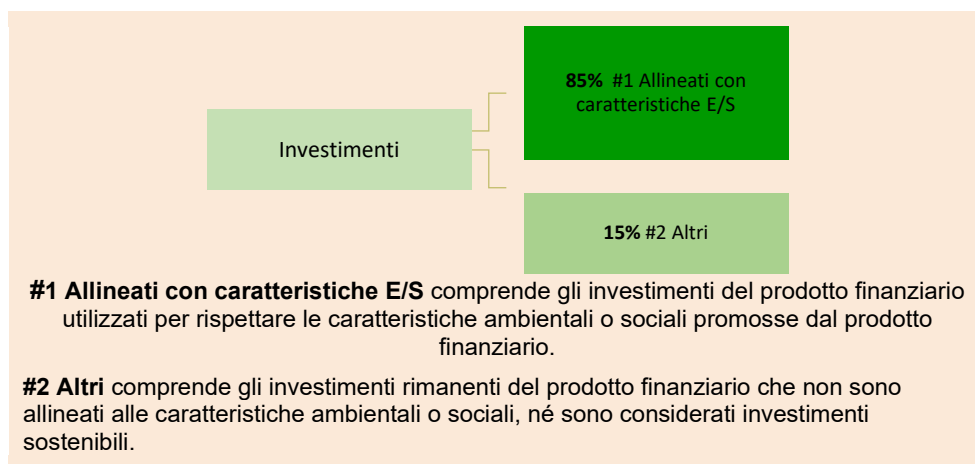 85% #1 Allineati con
caratteristiche E/S
Investimenti
15% #2 Altri
#1 Allineati con caratteristiche E/S comprende gli investimenti del prodotto finanziario
utilizzati per rispettare le caratteristiche ambientali o sociali promosse dal prodotto
finanziario.
#2 Altri comprende gli investimenti rimanenti del prodotto finanziario che non sono
allineati alle caratteristiche ambientali o sociali, né sono considerati investimenti
sostenibili.